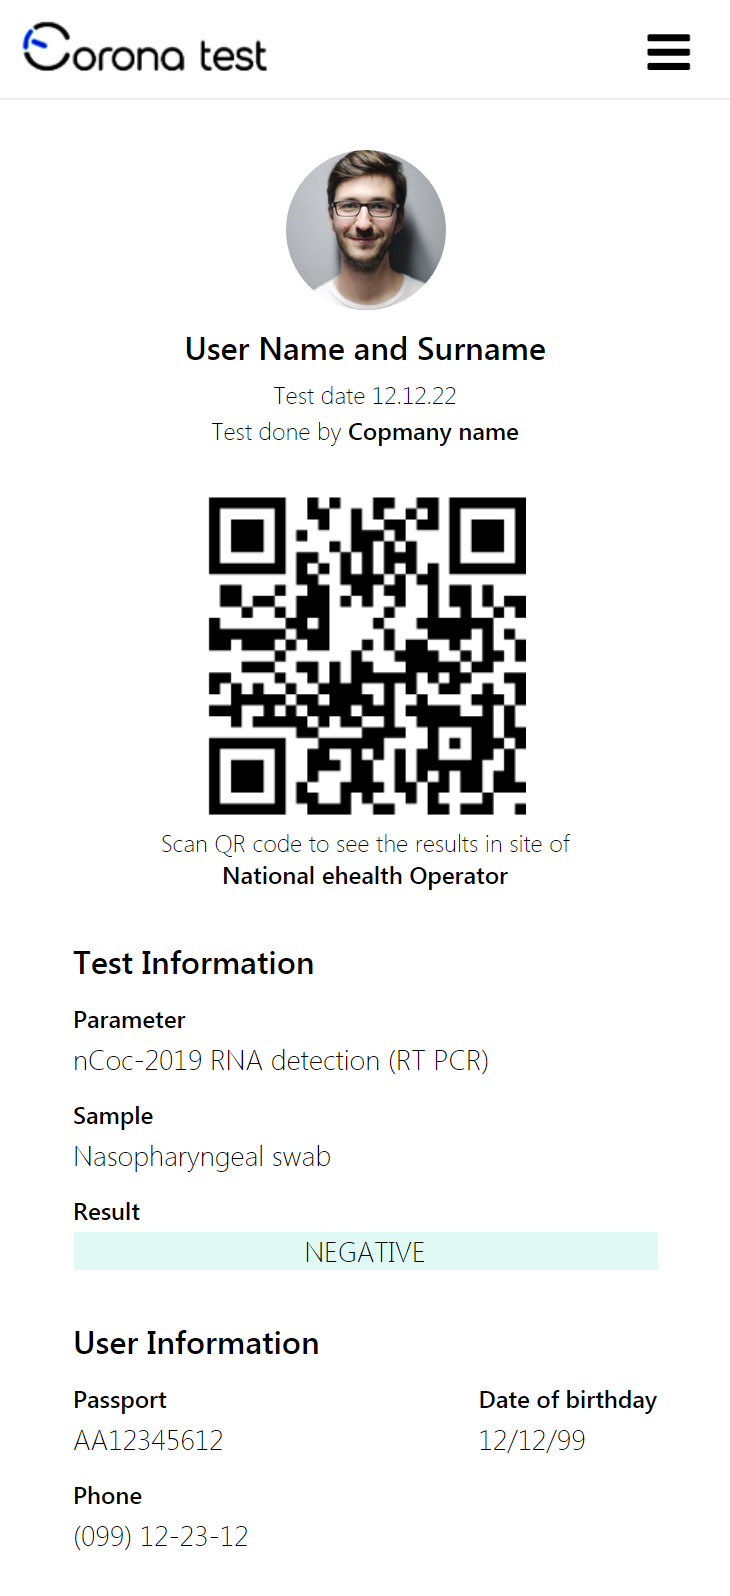 Corona test
User Name and Surname
Test date 12.12.22
Test done by Copmany name
Scan QR code to see the results in site of
National ehealth Operator
Test Information
Parameter
nCoc-2019 RNA detection (RT PCR)
Sample
Nasopharyngeal swab
Result
NEGATIVE
User Information
Passport Date of birthday
AA12345612 12/12/99
Phone
(099) 12-23-12